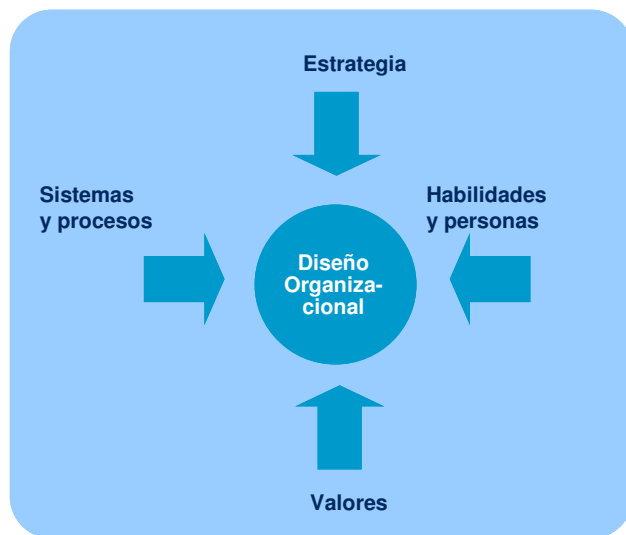 Estrategia
Sistemas
y procesos
Habilidades
y personas
Diseño
Organiza-
cional
Valores